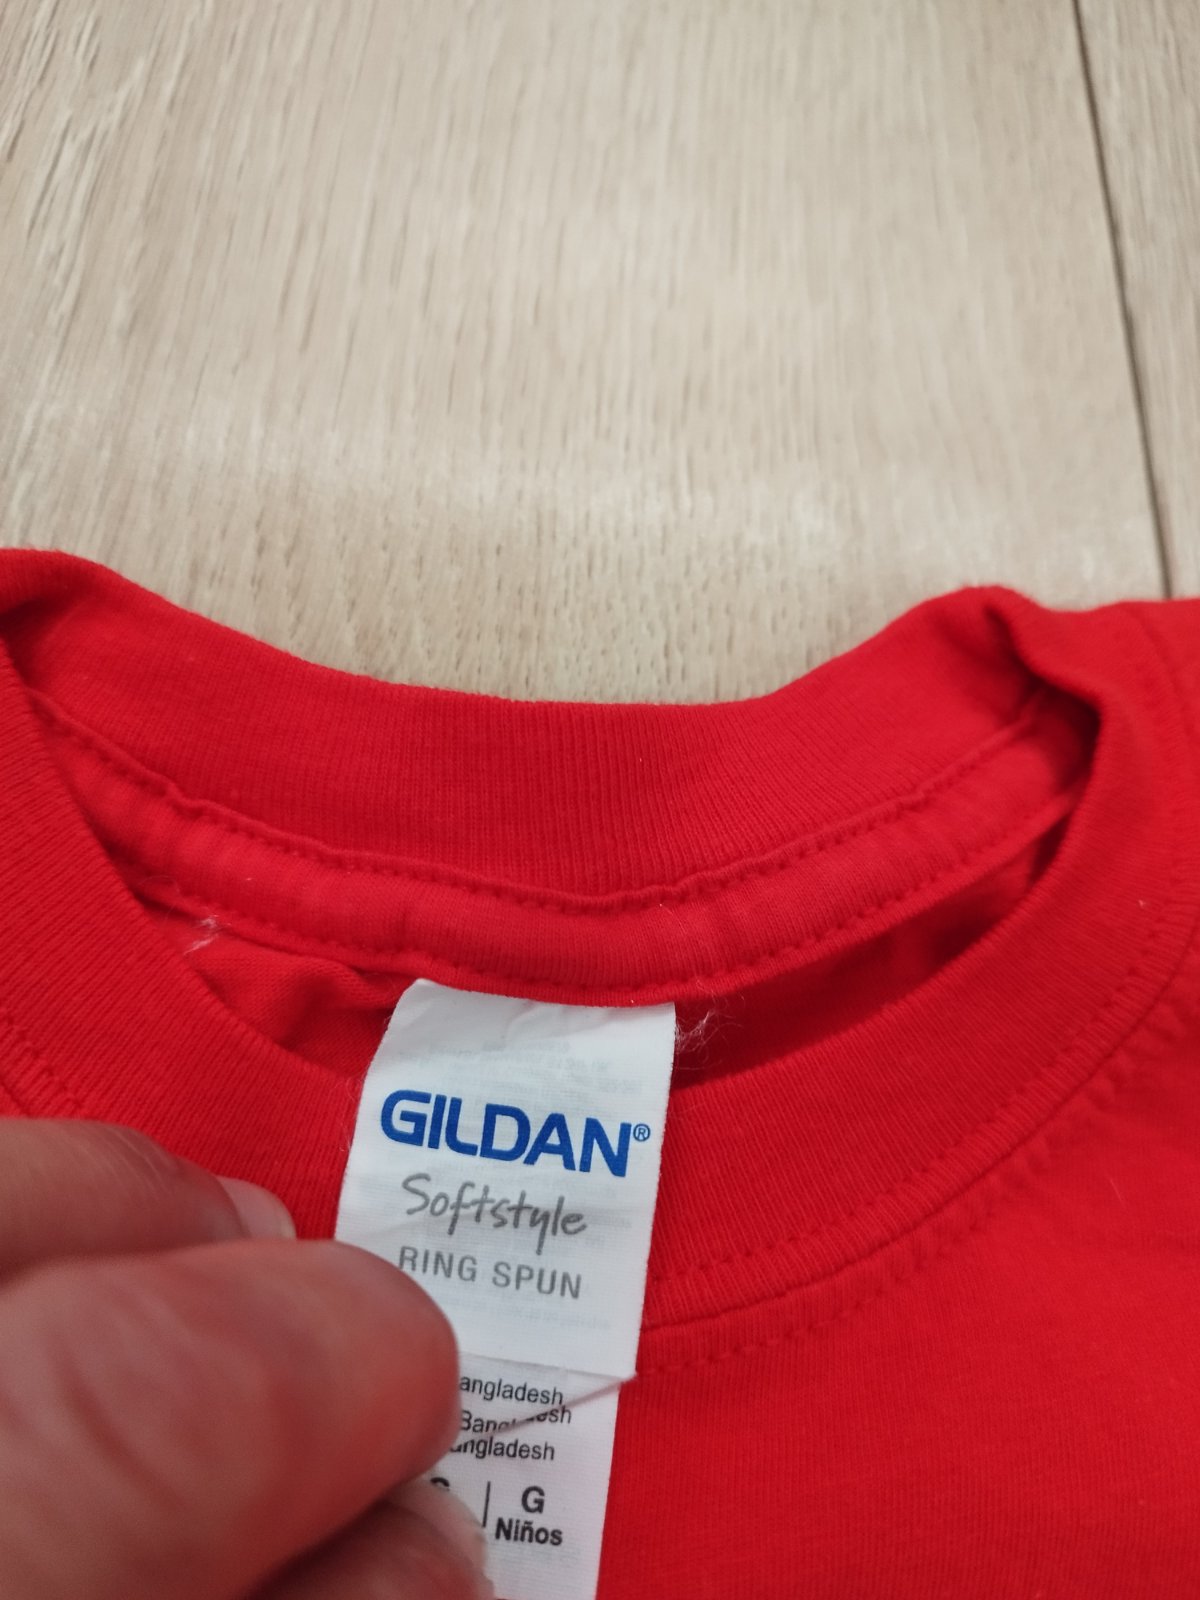 GILDAN®
Softstyle
RING SPUN
angladesh
Bangladesh
angladesh
G
Niños